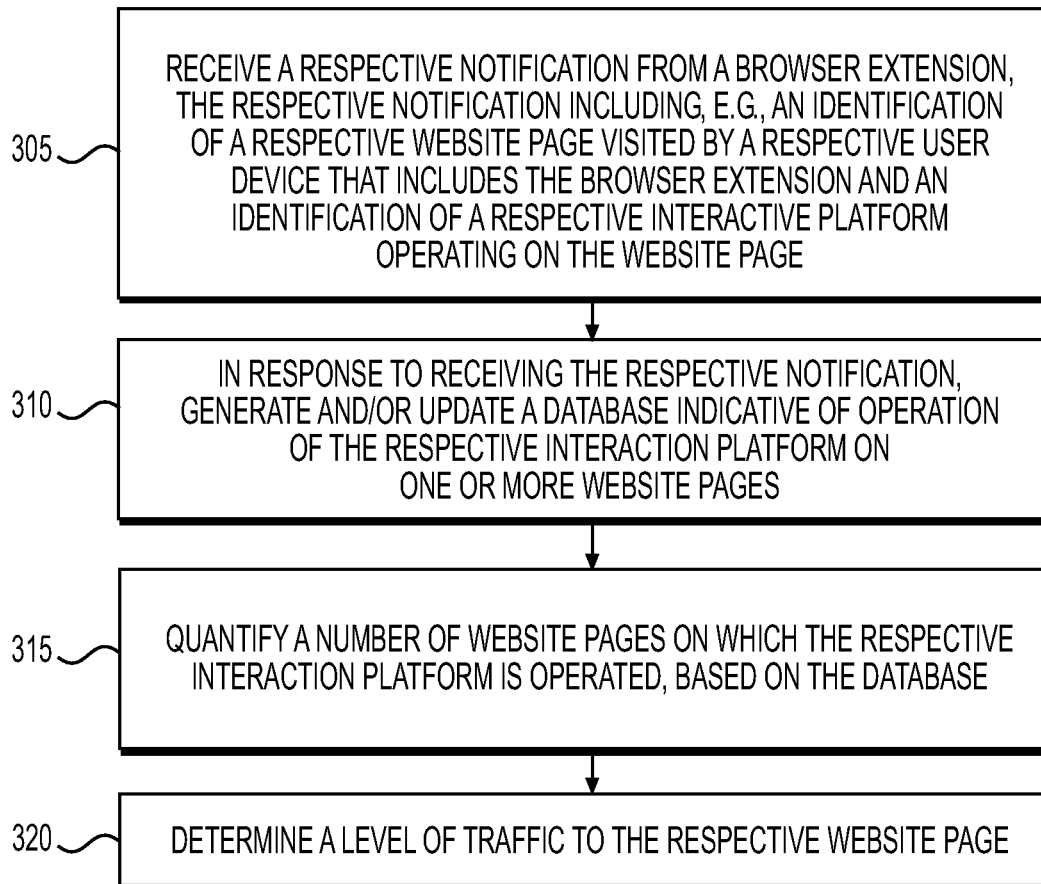 RECEIVE A RESPECTIVE NOTIFICATION FROM A BROWSER EXTENSION,
THE RESPECTIVE NOTIFICATION INCLUDING, E.G., AN IDENTIFICATION
OF A RESPECTIVE WEBSITE PAGE VISITED BY A RESPECTIVE USER
DEVICE THAT INCLUDES THE BROWSER EXTENSION AND AN
IDENTIFICATION OF A RESPECTIVE INTERACTIVE PLATFORM
OPERATING ON THE WEBSITE PAGE
305
IN RESPONSE TO RECEIVING THE RESPECTIVE NOTIFICATION,
GENERATE AND/OR UPDATE A DATABASE INDICATIVE OF OPERATION
OF THE RESPECTIVE INTERACTION PLATFORM ON
ONE OR MORE WEBSITE PAGES
310
QUANTIFY A NUMBER OF WEBSITE PAGES ON WHICH THE RESPECTIVE
INTERACTION PLATFORM IS OPERATED, BASED ON THE DATABASE
315
DETERMINE A LEVEL OF TRAFFIC TO THE RESPECTIVE WEBSITE PAGE
320